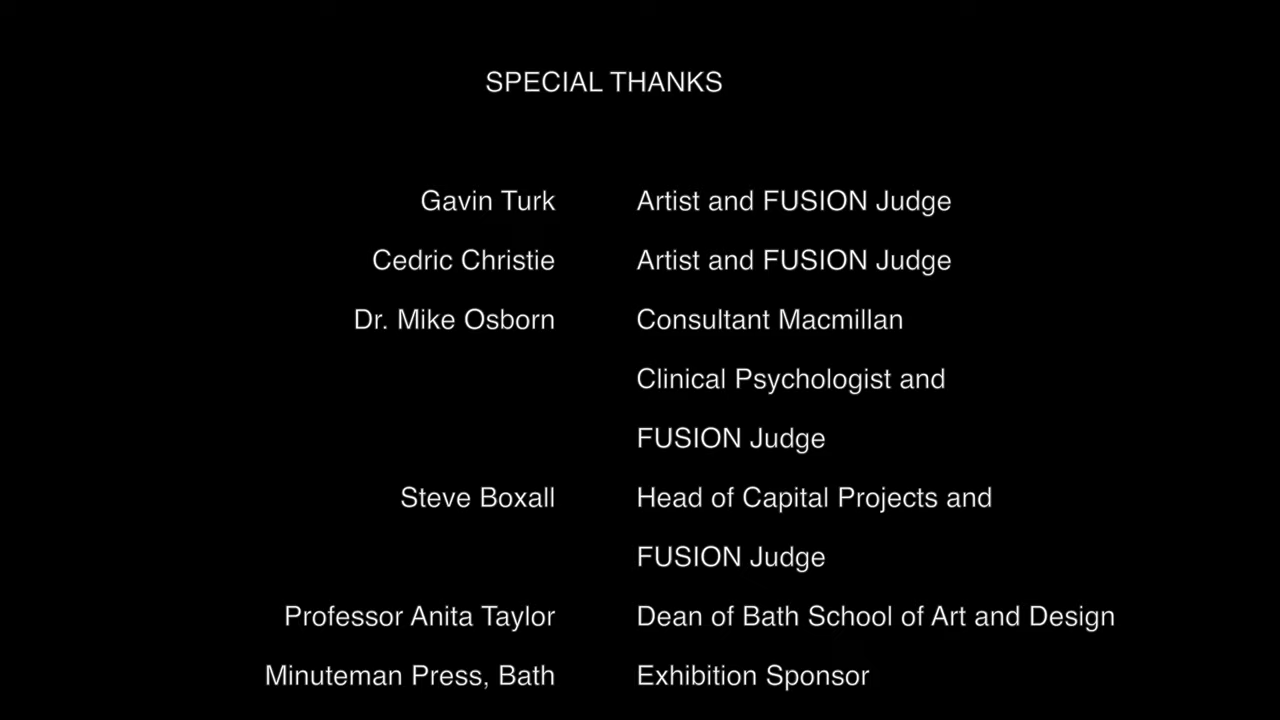 SPECIAL THANKS
Gavin Turk Artist and FUSION Judge
Cedric Christie Artist and FUSION Judge
Dr. Mike Osborn Consultant Macmillan
Clinical Psychologist and
FUSION Judge
Steve Boxall Head of Capital Projects and
FUSION Judge
Professor Anita Taylor Dean of Bath School of Art and Design
Minuteman Press, Bath Exhibition Sponsor